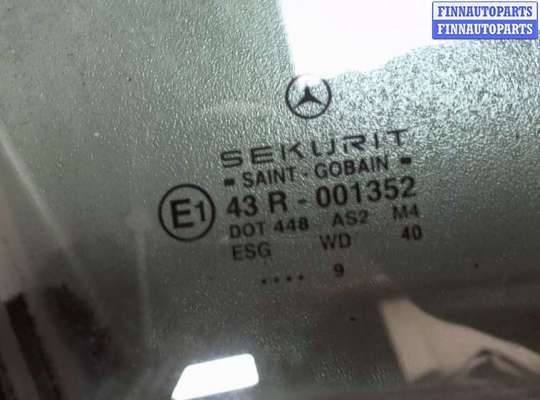 FINNAUTOPARTS
FINNAUTOPARTS
SEKURIT
SAINT - GOBAIN
E1 43 R - 001352
DOT 448 AS2 M4
ESG WD 40
.... 9